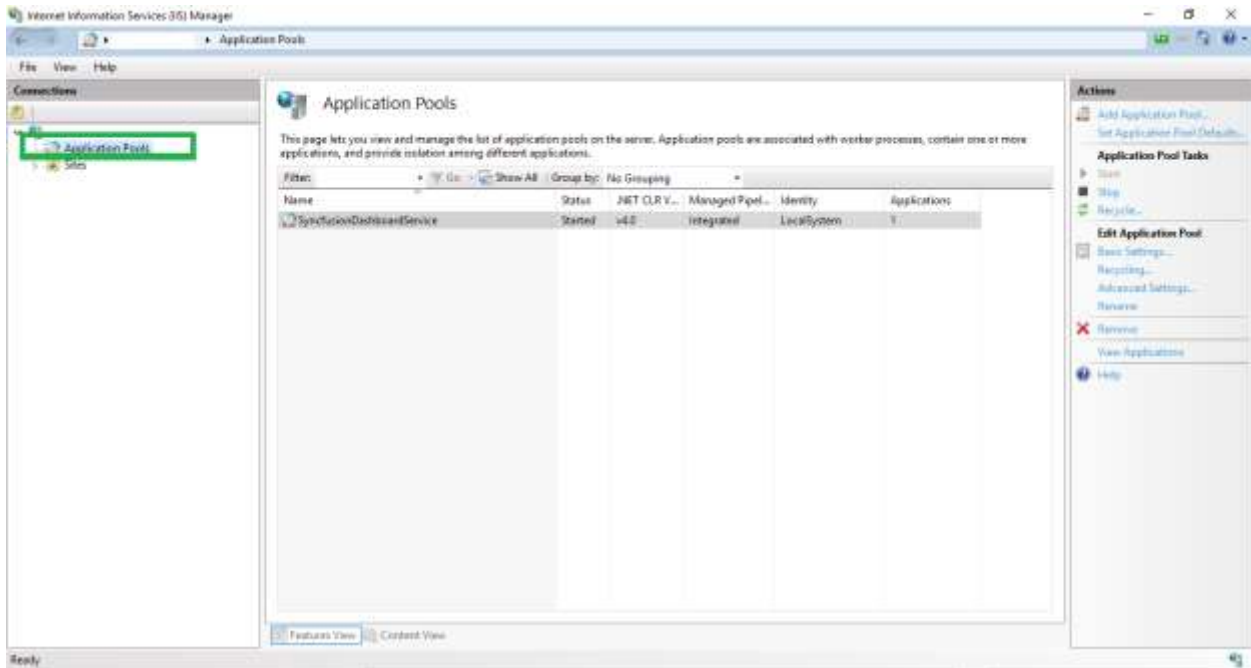 Internet Information Services (IIS) Manager
Application Pools
File View Help
Connections
Application Pools
Sites
Application Pools
This page lets you view and manage the list of application pools on the server. Application pools are associated with worker processes, contain one or more
applications, and provide isolation among different applications.
Filter: Go Show All Group by: No Grouping
Name Status .NET CLR V... Managed Pipel... Identity Applications
SyncfusionDashboardService Started v4.0 Integrated LocalSystem 1
Features View Content View
Actions
Add Application Pool...
Set Application Pool Defaults...
Application Pool Tasks
Start
Stop
Recycle...
Edit Application Pool
Basic Settings...
Recycling...
Advanced Settings...
Rename
Remove
View Applications
Help
Ready